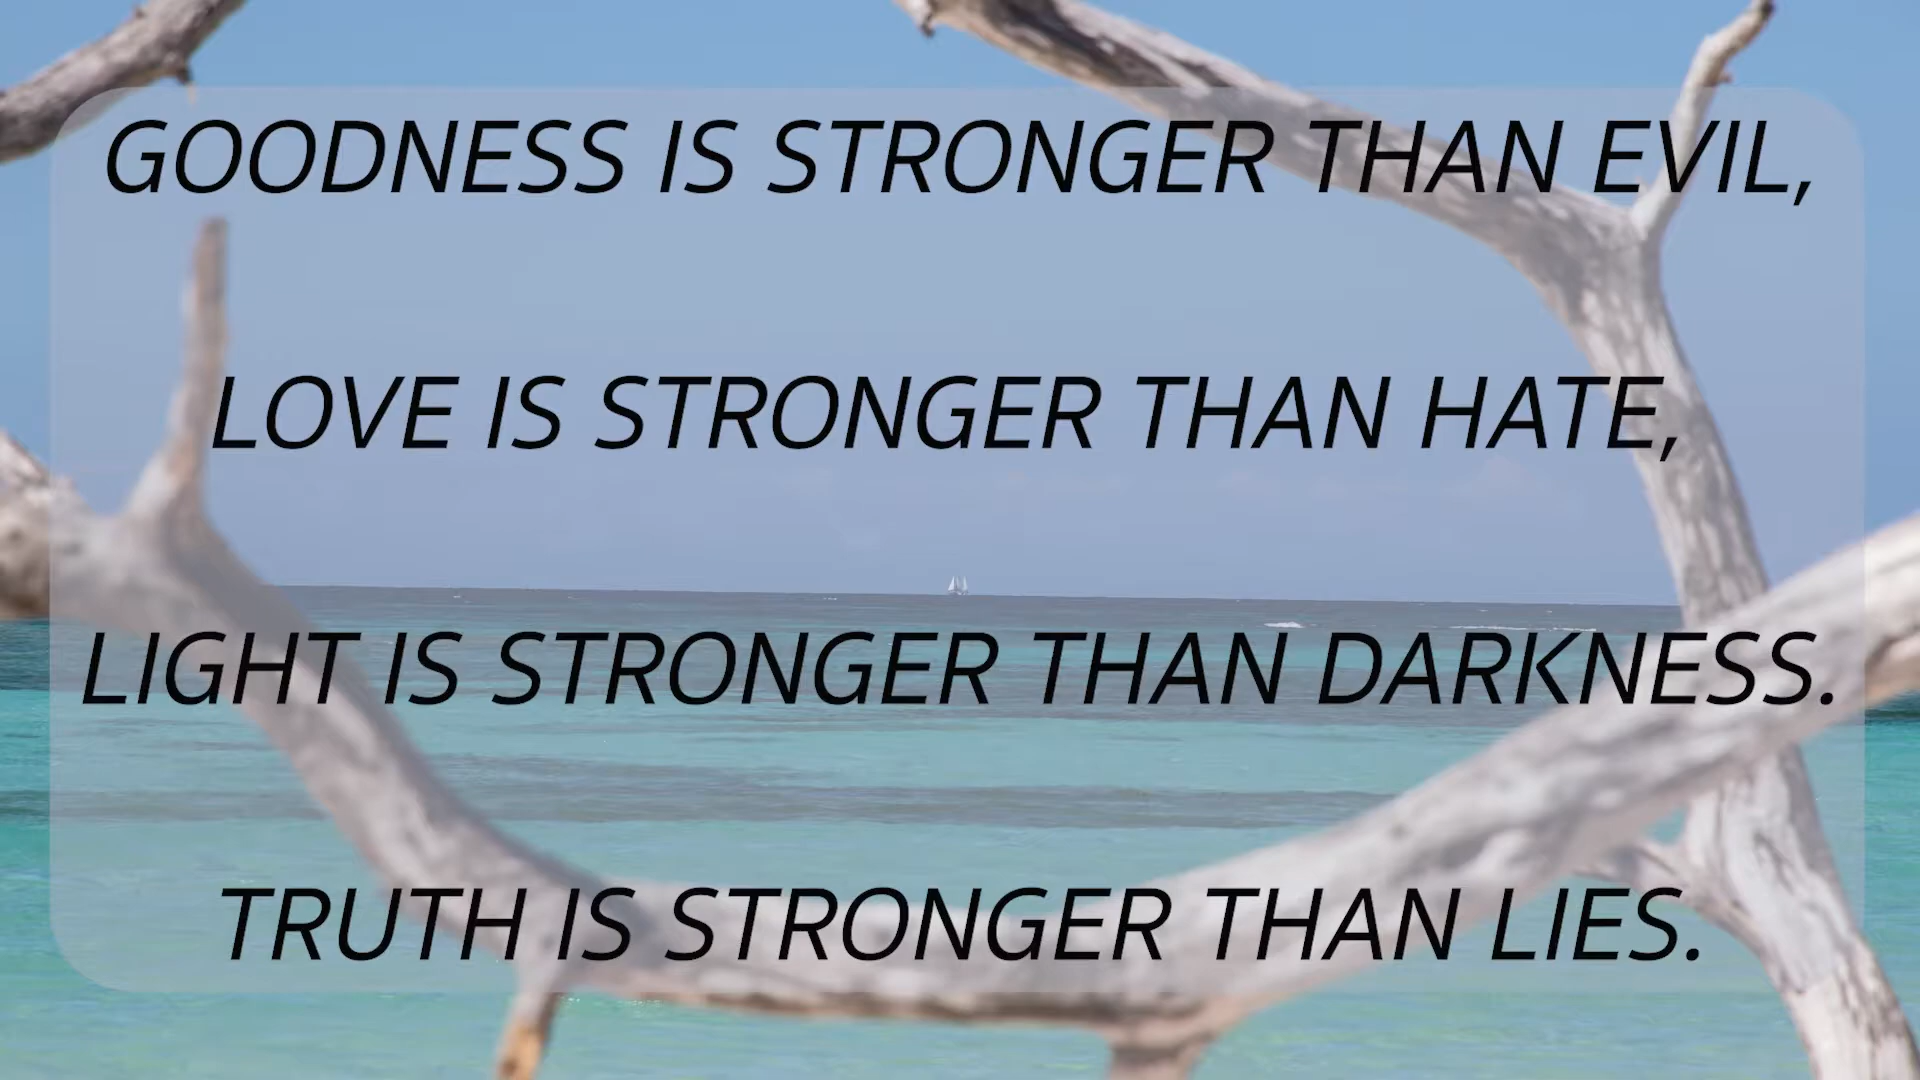 GOODNESS IS STRONGER THAN EVIL,
LOVE IS STRONGER THAN HATE,
LIGHT IS STRONGER THAN DARKNESS.
TRUTH IS STRONGER THAN LIES.